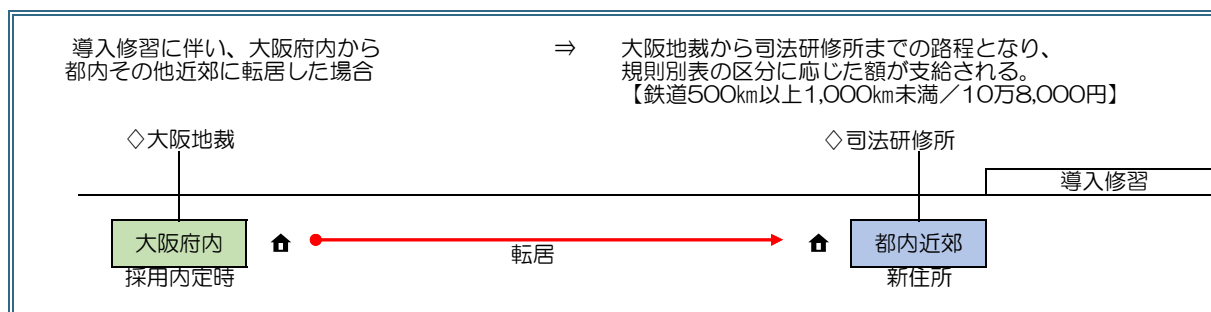 導入修習に伴い、大阪府内から
都内その他近郊に転居した場合
⇒
大阪地裁から司法研修所までの路程となり、
規則別表の区分に応じた額が支給される。
【鉄道500㎞以上1,000㎞未満／10万8,000円】
◇大阪地裁
◇司法研修所
導入修習
大阪府内
転居
都内近郊
採用内定時
新住所